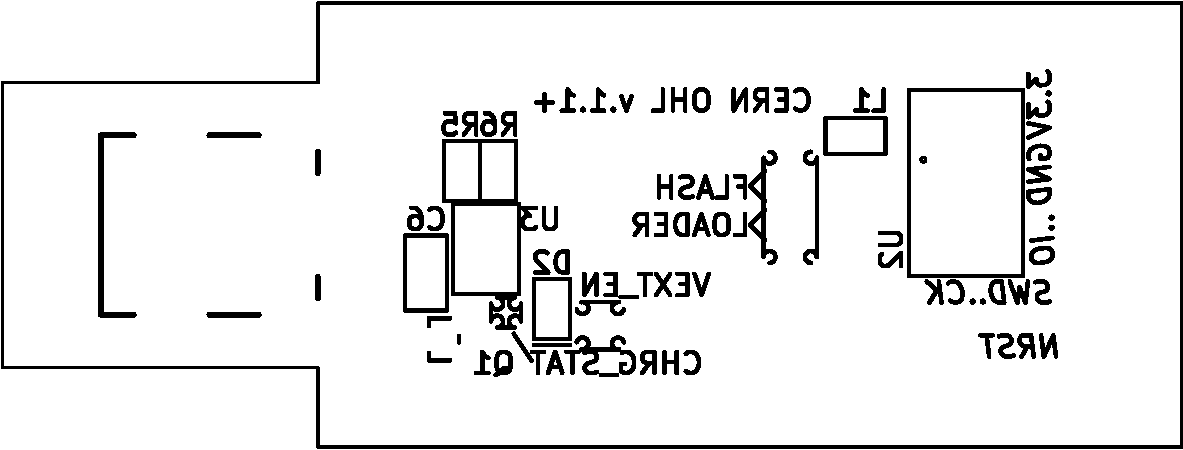 CERN OHL v.1.1+
L1
3.3V
GND
..IO
R6R5
FLASH
LOADER
C6
U3
U2
D2
VEXT_EN
SWD..CK
NRST
Q1
CHRG_STAT